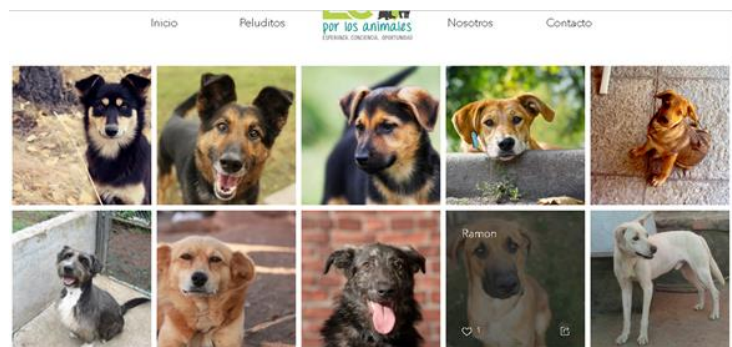 Inicio
Peluditos
por los animales
ESPERANZA, CONCIENCIA, OPORTUNIDAD
Nosotros
Contacto
Ramon
1